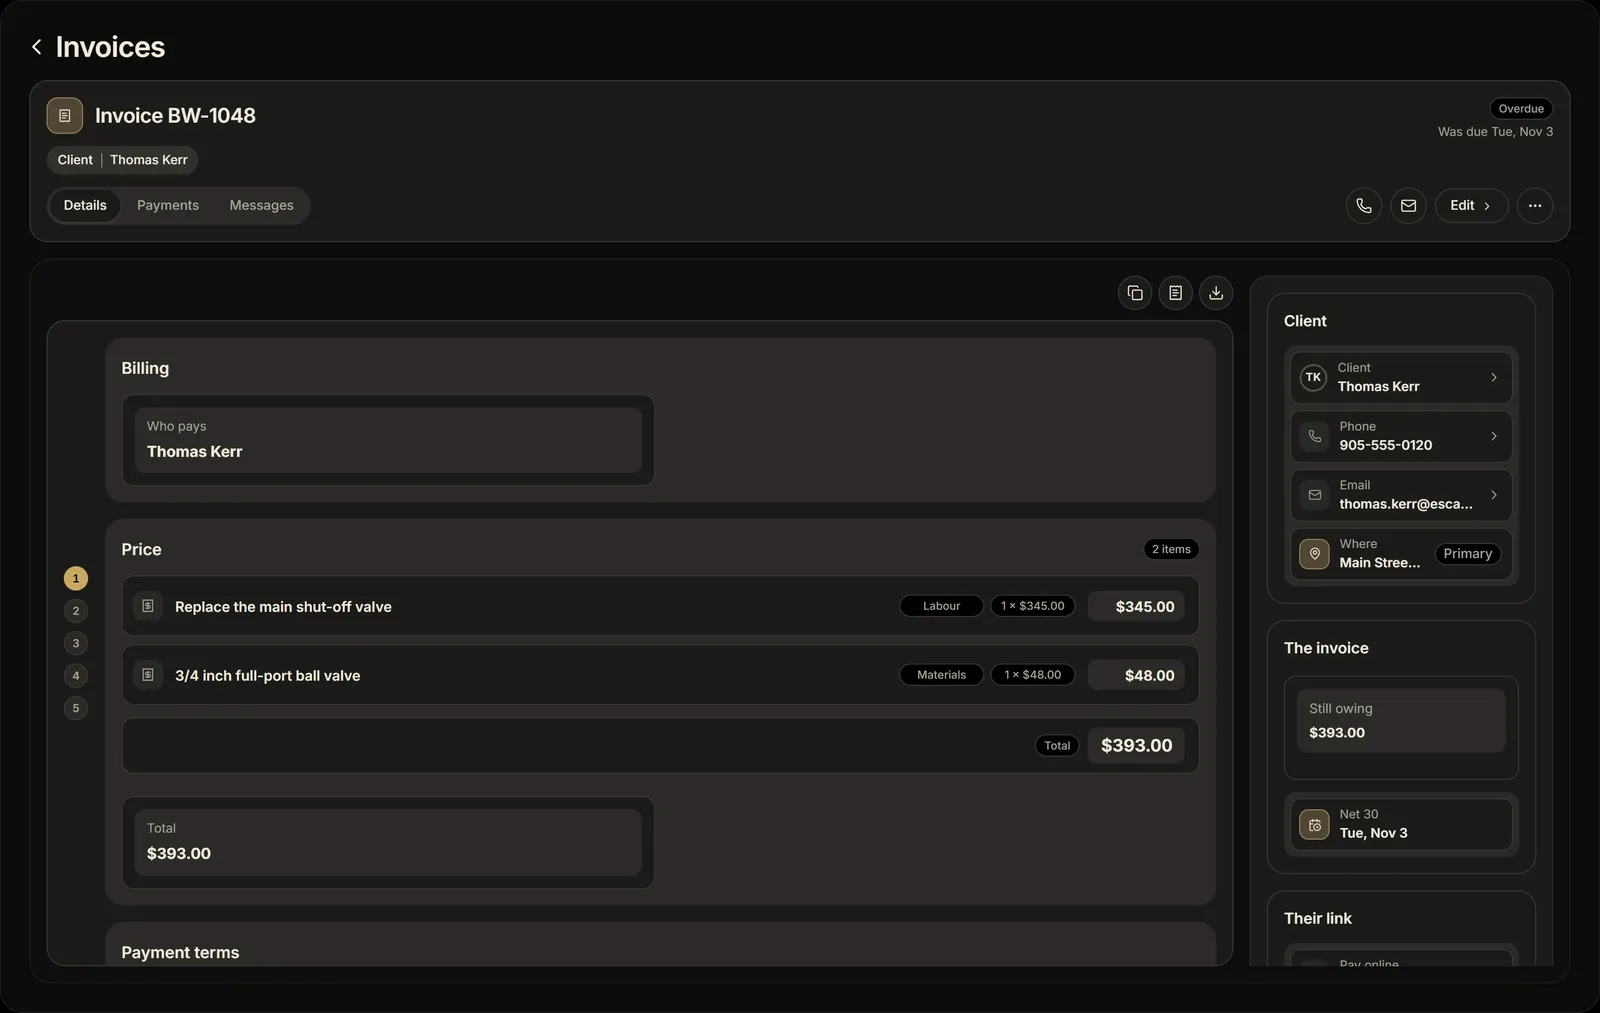 Invoices
Invoice BW-1048
Overdue
Was due Tue, Nov 3
Client | Thomas Kerr
Details
Payments
Messages
Edit
Billing
Who pays
Thomas Kerr
Price
2 items
1
2
3
4
5
Replace the main shut-off valve
Labour
1 × $345.00
$345.00
3/4 inch full-port ball valve
Materials
1 × $48.00
$48.00
Total
$393.00
Total
$393.00
Payment terms
Client
TK
Client
Thomas Kerr
Phone
905-555-0120
Email
thomas.kerr@esca...
Where
Main Stree...
Primary
The invoice
Still owing
$393.00
Net 30
Tue, Nov 3
Their link
Pay online